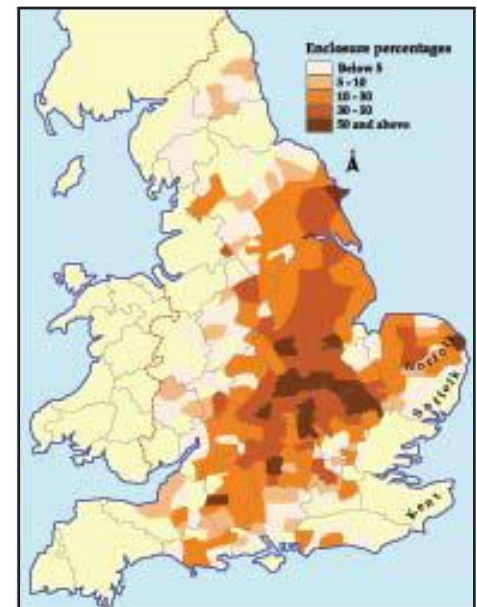 Enclosure percentages
Below 5
5 - 10
10 - 30
30 - 50
50 and above
A
Norfolk
Suffolk
Kent